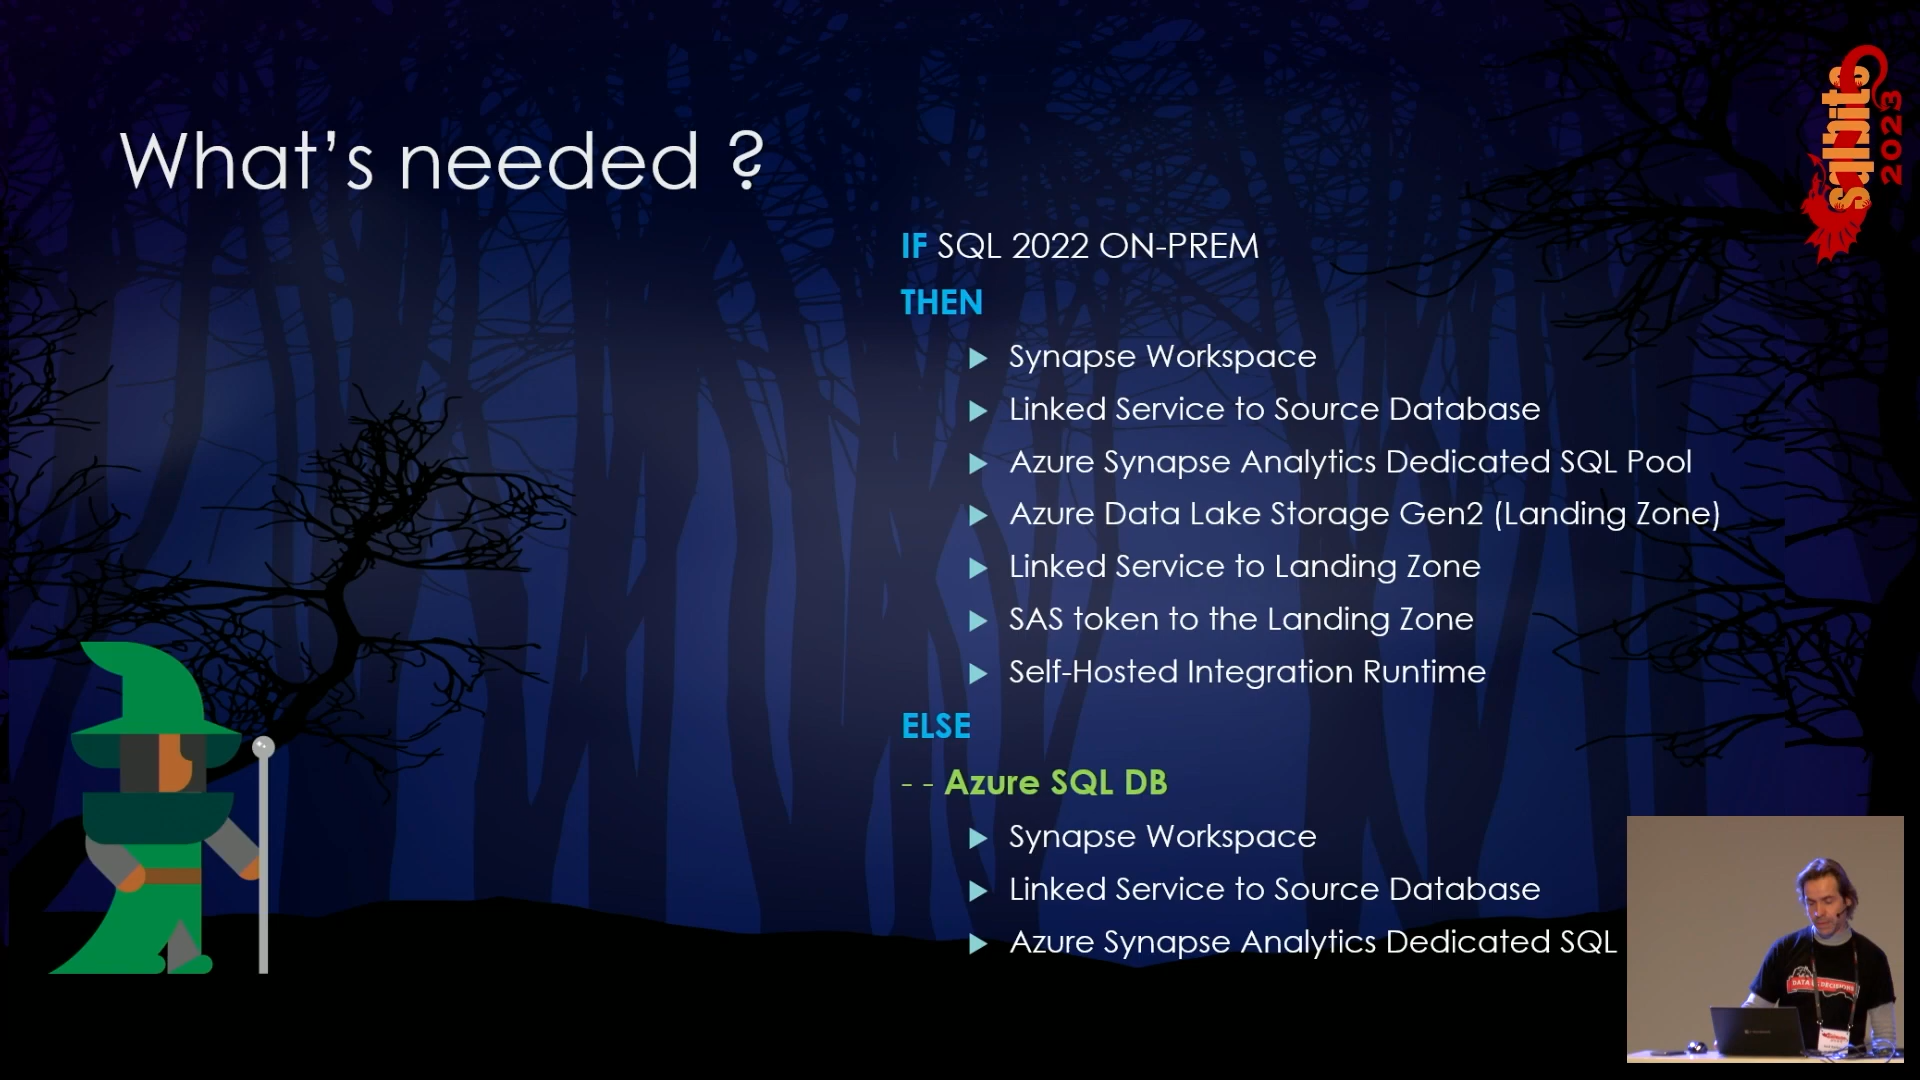 What's needed ?
sqlbits
2023
IF SQL 2022 ON-PREM
THEN
Synapse Workspace
Linked Service to Source Database
Azure Synapse Analytics Dedicated SQL Pool
Azure Data Lake Storage Gen2 (Landing Zone)
Linked Service to Landing Zone
SAS token to the Landing Zone
Self-Hosted Integration Runtime
ELSE
- - Azure SQL DB
Synapse Workspace
Linked Service to Source Database
Azure Synapse Analytics Dedicated SQL
DATA DECISIONS